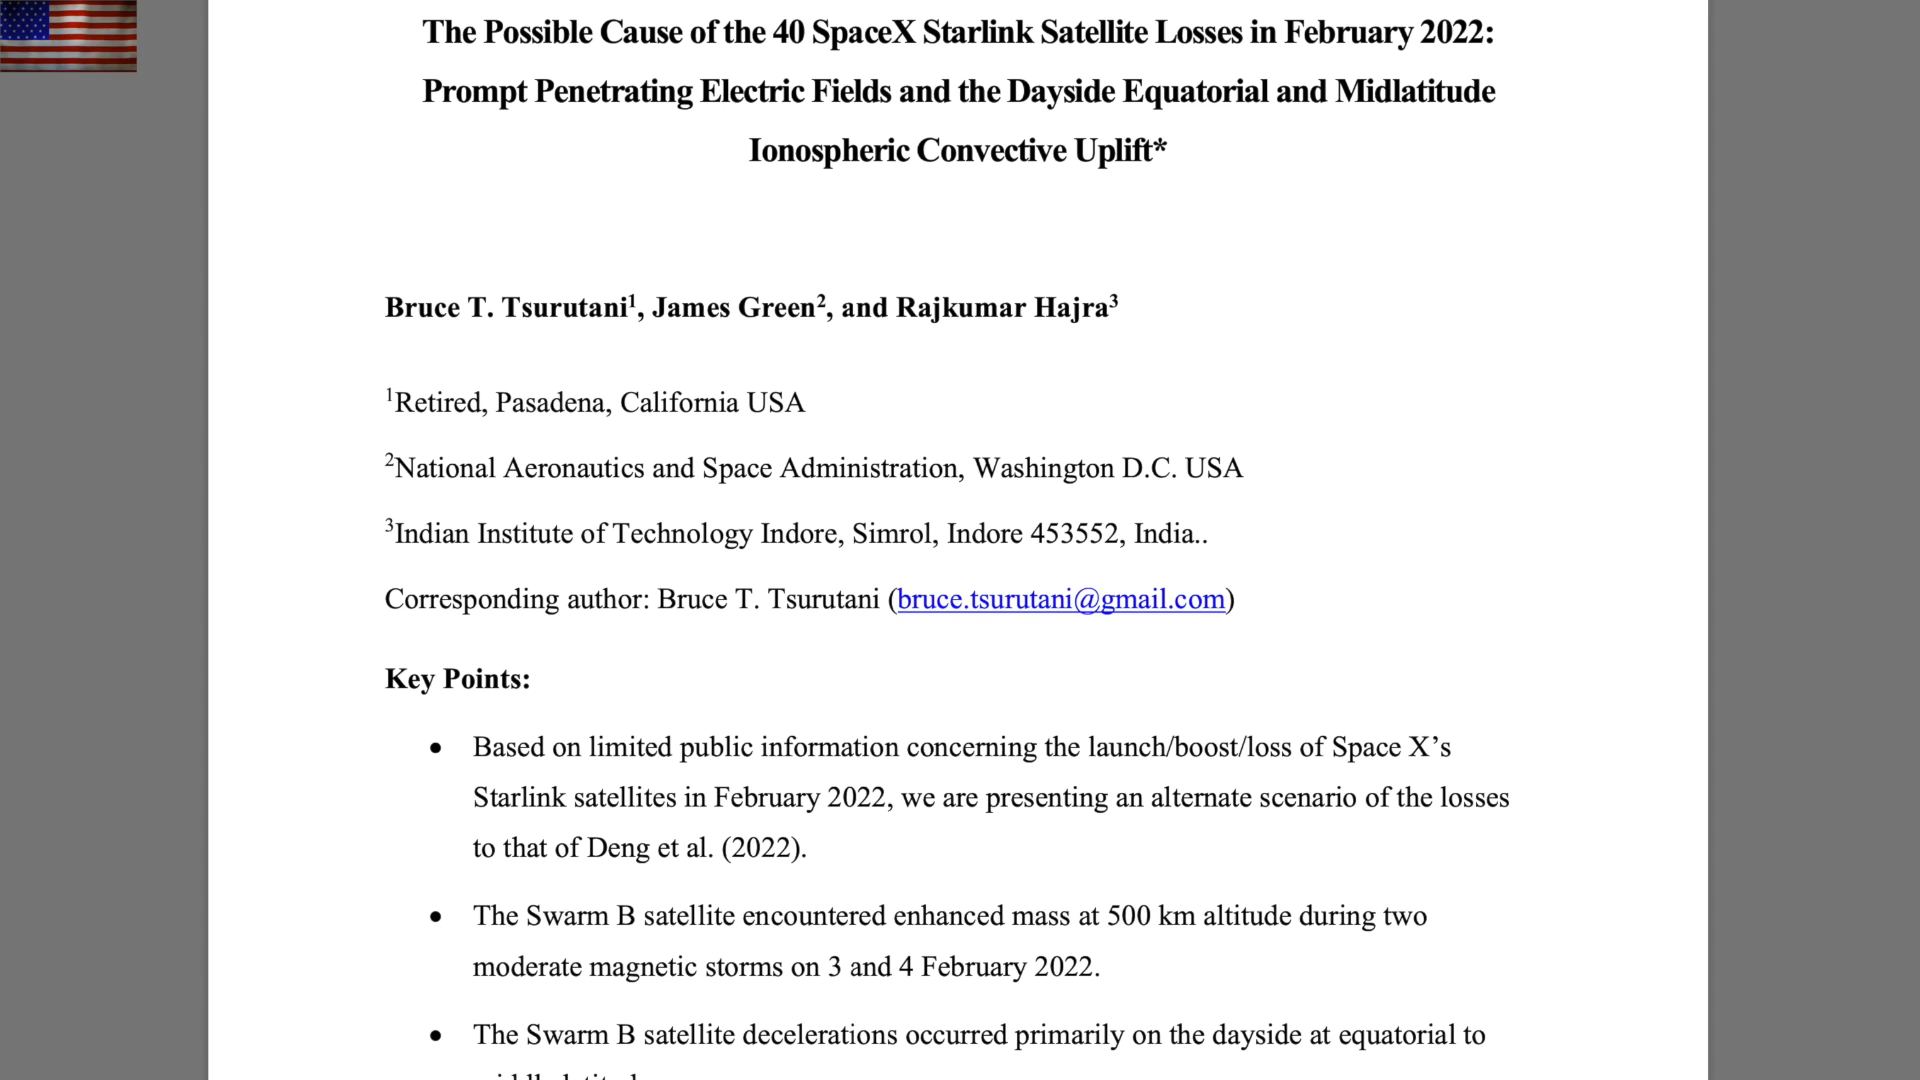 The Possible Cause of the 40 SpaceX Starlink Satellite Losses in February 2022:
Prompt Penetrating Electric Fields and the Dayside Equatorial and Midlatitude
Ionospheric Convective Uplift*
Bruce T. Tsurutani¹, James Green², and Rajkumar Hajra³
¹Retired, Pasadena, California USA
²National Aeronautics and Space Administration, Washington D.C. USA
³Indian Institute of Technology Indore, Simrol, Indore 453552, India..
Corresponding author: Bruce T. Tsurutani (bruce.tsurutani@gmail.com)
Key Points:
• Based on limited public information concerning the launch/boost/loss of Space X’s
Starlink satellites in February 2022, we are presenting an alternate scenario of the losses
to that of Deng et al. (2022).
• The Swarm B satellite encountered enhanced mass at 500 km altitude during two
moderate magnetic storms on 3 and 4 February 2022.
• The Swarm B satellite decelerations occurred primarily on the dayside at equatorial to